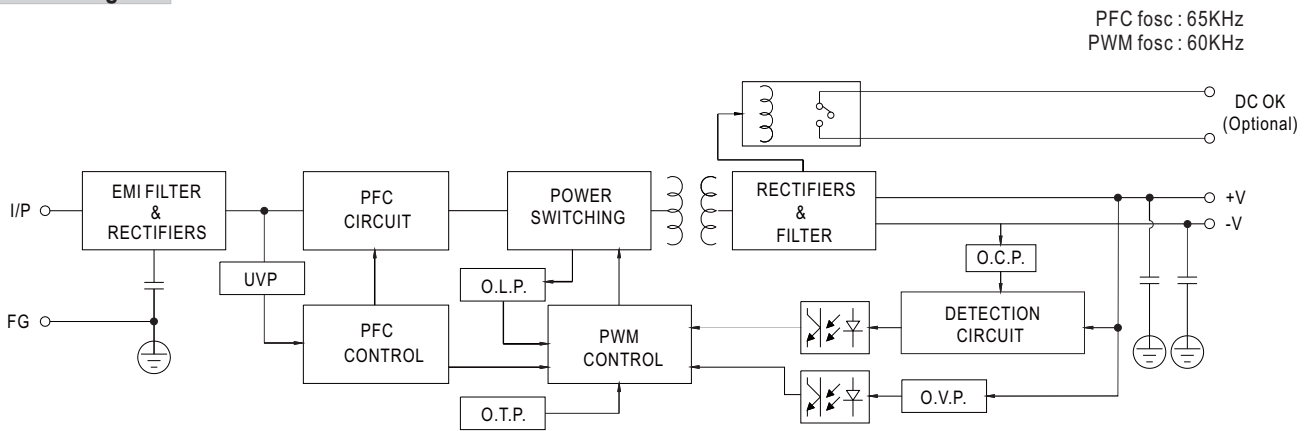 PFC fosc : 65KHz
PWM fosc : 60KHz
DC OK
(Optional)
I/P
EMI FILTER
&
RECTIFIERS
PFC
CIRCUIT
POWER
SWITCHING
RECTIFIERS
&
FILTER
+V
-V
UVP
O.L.P.
O.C.P.
FG
PFC
CONTROL
PWM
CONTROL
DETECTION
CIRCUIT
O.T.P.
O.V.P.